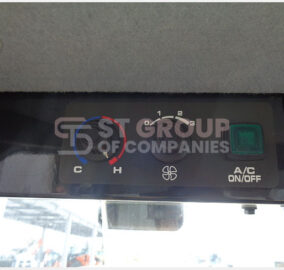 1 2
0 3
ST GROUP
OF COMPANIES
C H
A/C
ON/OFF